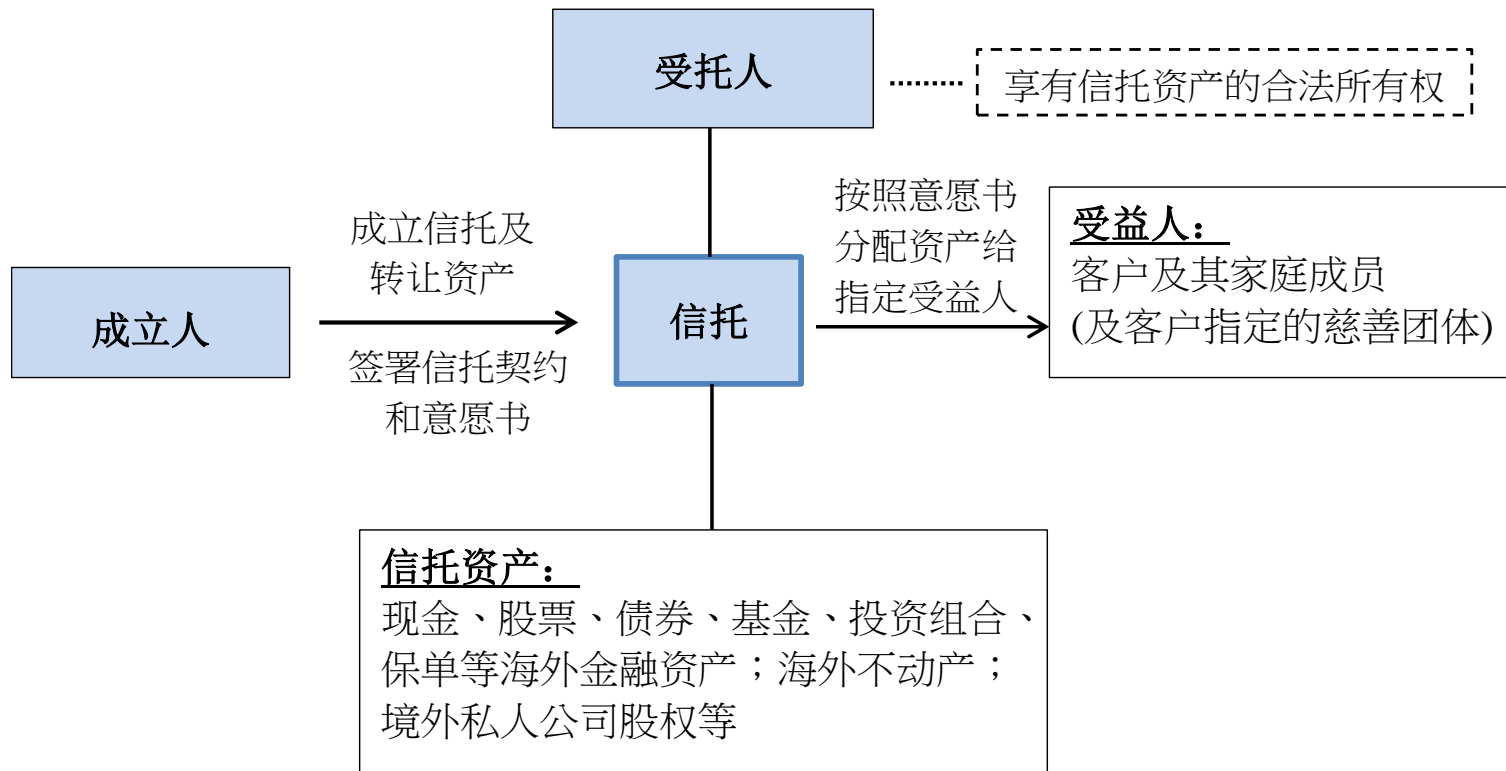 受托人
享有信托资产的合法所有权
成立信托及
转让资产
按照意愿书
分配资产给
指定受益人
受益人：
客户及其家庭成员
(及客户指定的慈善团体)
成立人
信托
签署信托契约
和意愿书
信托资产：
现金、股票、债券、基金、投资组合、
保单等海外金融资产；海外不动产；
境外私人公司股权等